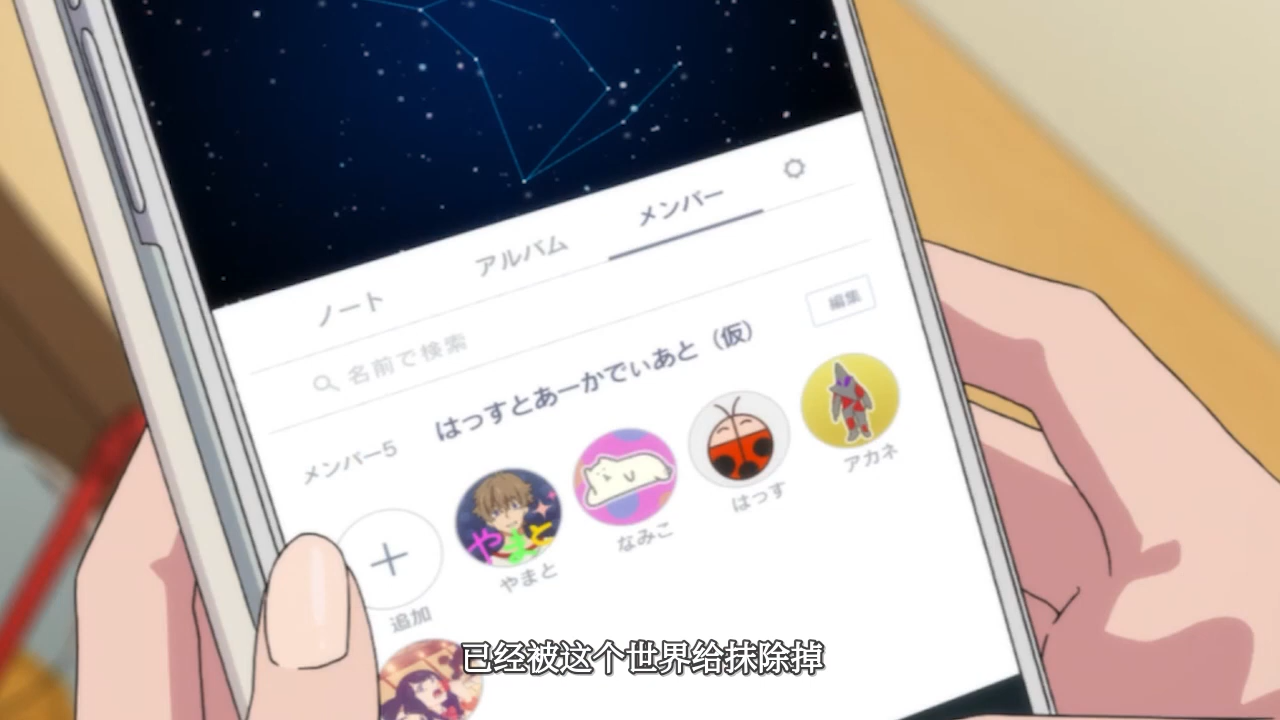 ノート
アルバム
メンバー
名前で検索
はっすとあーかでぃあと（仮）
編集
メンバー5
追加
やまと
やまと
なみこ
はっす
アカネ
已经被这个世界给抹除掉